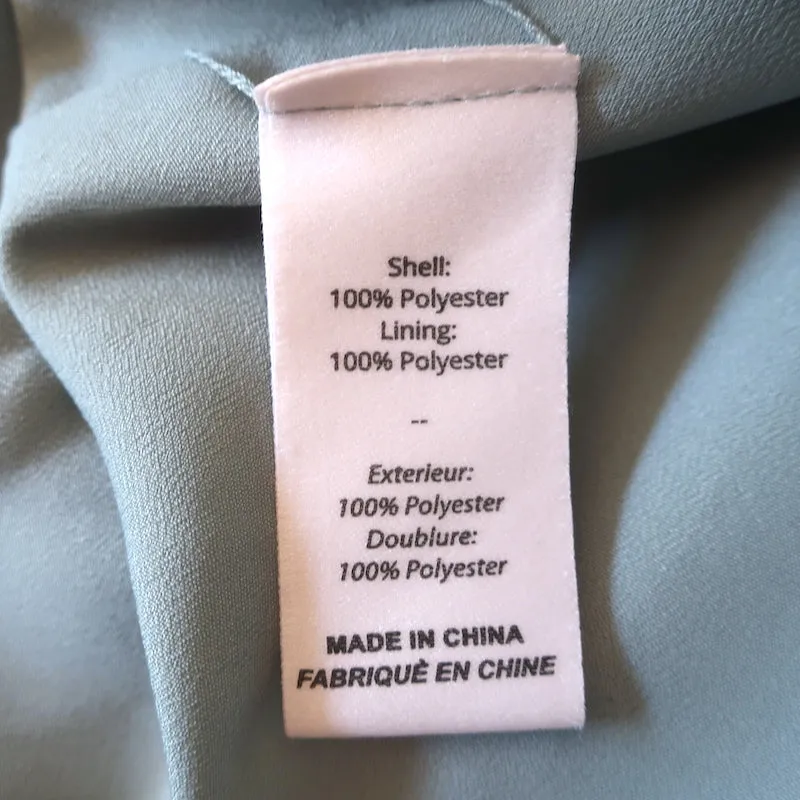 Shell:
100% Polyester
Lining:
100% Polyester
--
Exterieur:
100% Polyester
Doublure:
100% Polyester
MADE IN CHINA
FABRIQUÈ EN CHINE